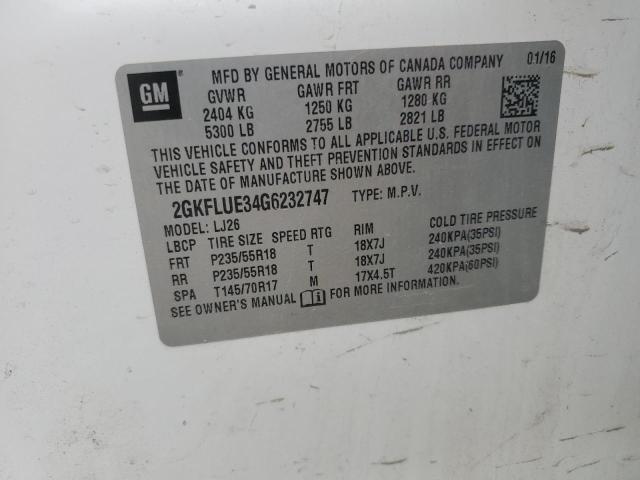 GM
MFD BY GENERAL MOTORS OF CANADA COMPANY 01/16
GVWR GAWR FRT GAWR RR
2404 KG 1250 KG 1280 KG
5300 LB 2755 LB 2821 LB
THIS VEHICLE CONFORMS TO ALL APPLICABLE U.S. FEDERAL MOTOR
VEHICLE SAFETY AND THEFT PREVENTION STANDARDS IN EFFECT ON
THE DATE OF MANUFACTURE SHOWN ABOVE.
2GKFLUE34G6232747 TYPE: M.P.V.
MODEL: LJ26
LBCP TIRE SIZE SPEED RTG RIM COLD TIRE PRESSURE
FRT P235/55R18 T 18X7J 240KPA(35PSI)
RR P235/55R18 T 18X7J 240KPA(35PSI)
SPA T145/70R17 M 17X4.5T 420KPA(60PSI)
SEE OWNER'S MANUAL FOR MORE INFORMATION.